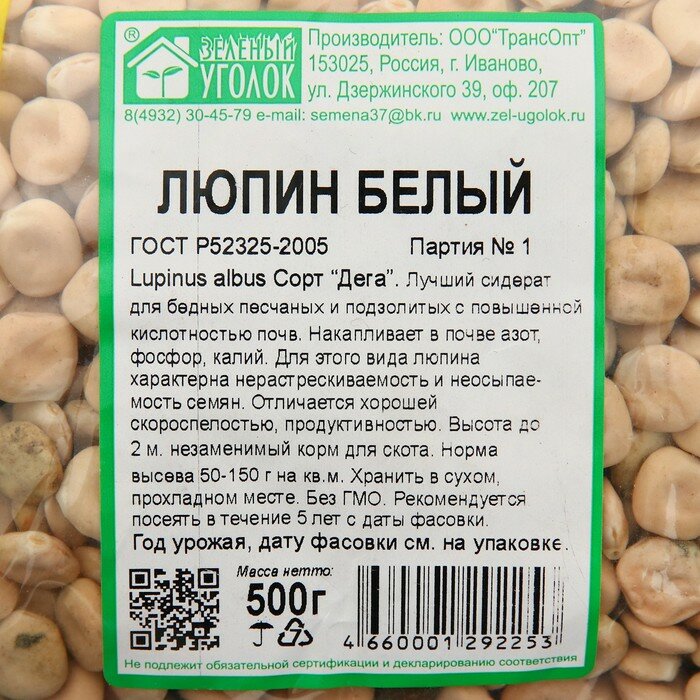 ® ЗЕЛЕНЫЙ
УГОЛОК
Производитель: ООО"ТрансОпт"
153025, Россия, г. Иваново,
ул. Дзержинского 39, оф. 207
8(4932) 30-45-79 e-mail: semena37@bk.ru www.zel-ugolok.ru
ЛЮПИН БЕЛЫЙ
ГОСТ Р52325-2005 Партия № 1
Lupinus albus Сорт "Дега". Лучший сидерат
для бедных песчаных и подзолитых с повышенной
кислотностью почв. Накапливает в почве азот,
фосфор, калий. Для этого вида люпина
характерна нерастрескиваемость и неосыпае-
мость семян. Отличается хорошей
скороспелостью, продуктивностью. Высота до
2 м. незаменимый корм для скота. Норма
высева 50-150 г на кв.м. Хранить в сухом,
прохладном месте. Без ГМО. Рекомендуется
посеять в течение 5 лет с даты фасовки.
Год урожая, дату фасовки см. на упаковке.
Масса нетто:
500г
4 660001 292253
Не подлежит обязательной сертификации и декларированию соответствия